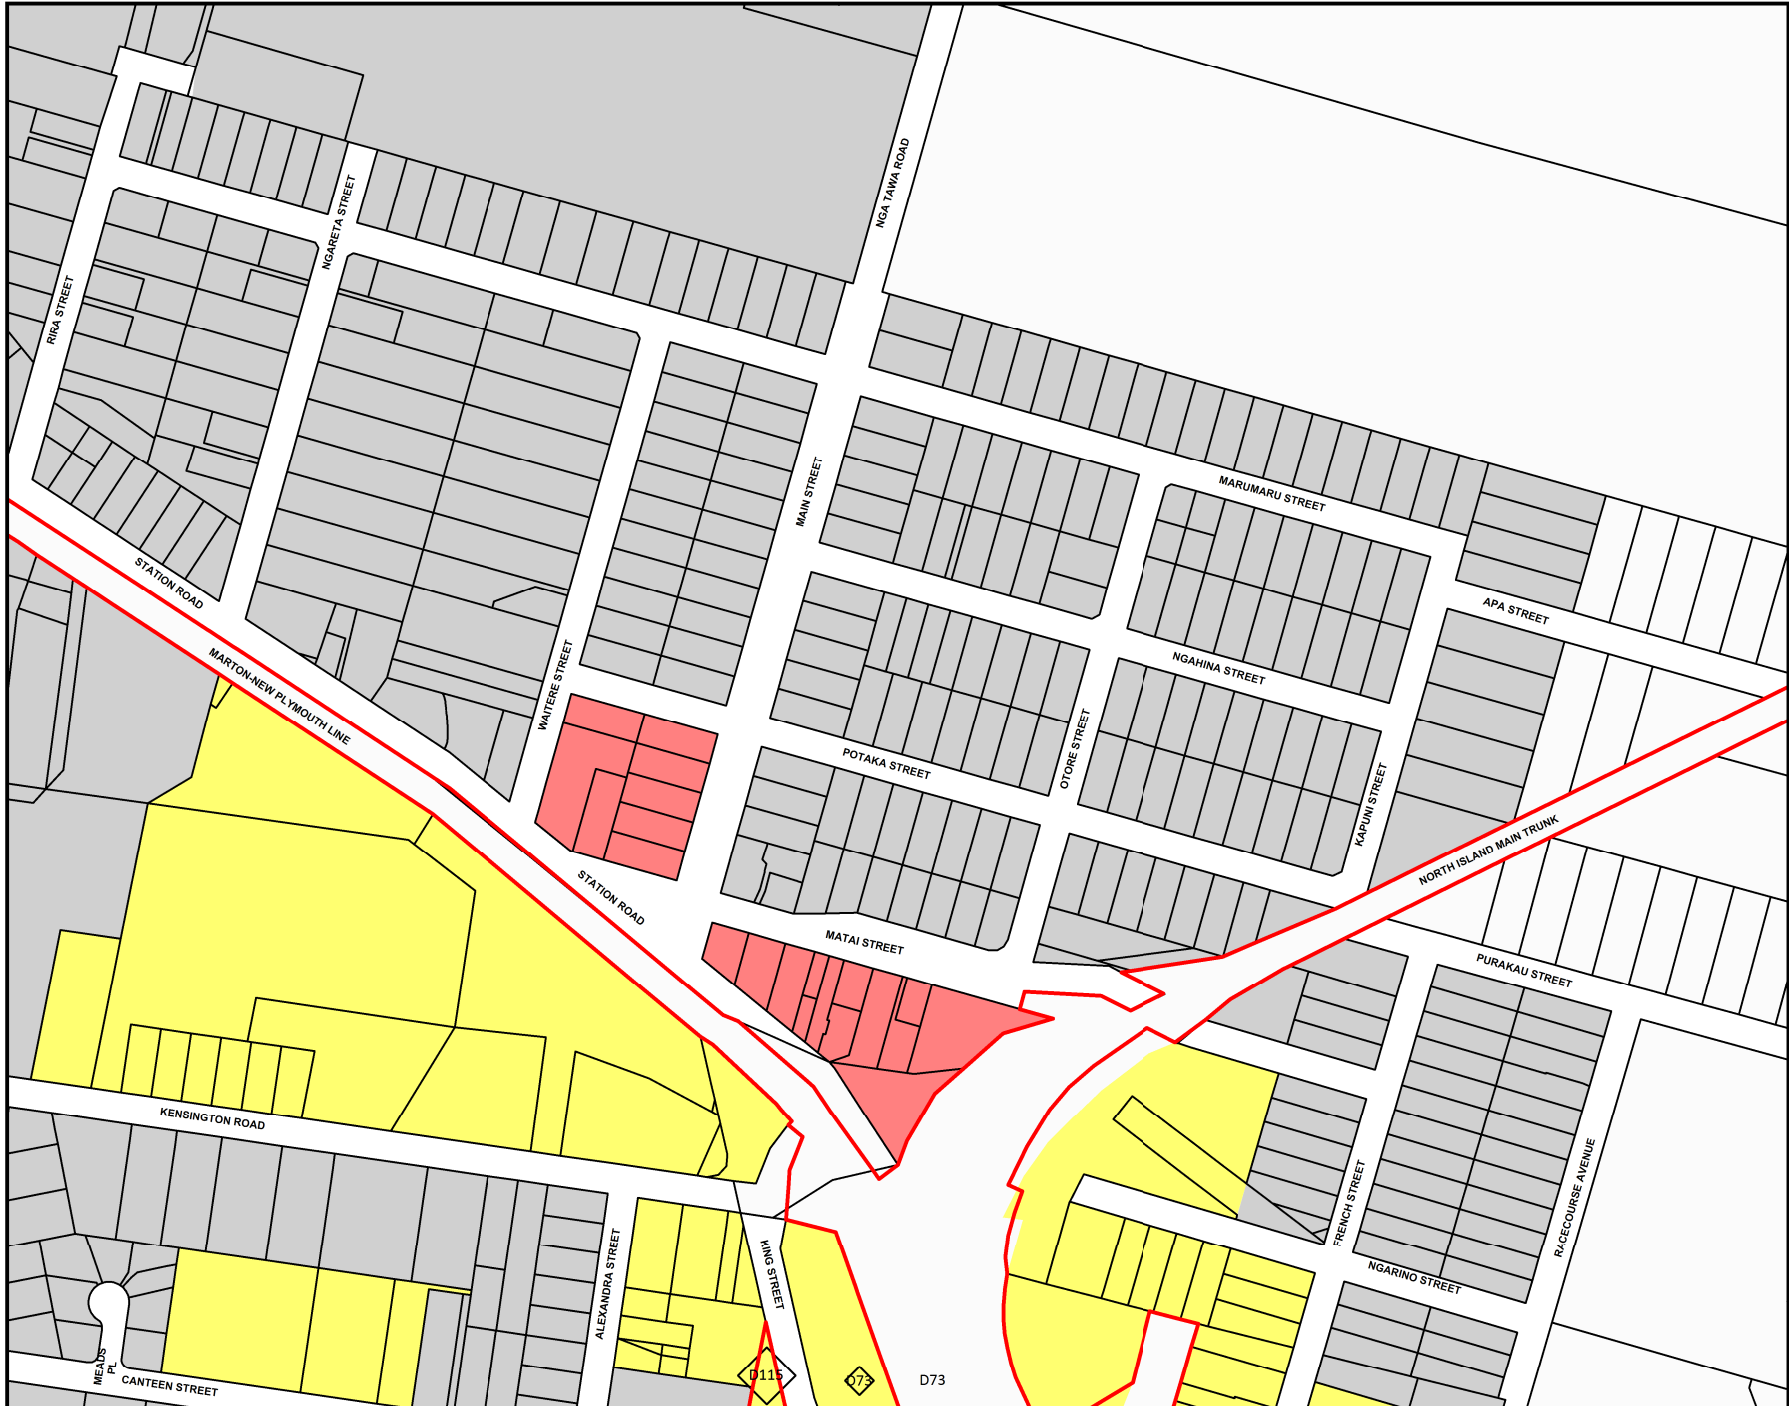 NGA TAWA ROAD
NGARETA STREET
RIRA STREET
MAIN STREET
MARUMARU STREET
STATION ROAD
APA STREET
MARTON-NEW PLYMOUTH LINE
WAITERE STREET
NGAHINA STREET
OTORE STREET
POTAKA STREET
KAPUNI STREET
NORTH ISLAND MAIN TRUNK
STATION ROAD
MATAI STREET
PURAKAU STREET
KENSINGTON ROAD
FRENCH STREET
RACECOURSE AVENUE
ALEXANDRA STREET
KING STREET
NGARINO STREET
MEADS
PL
CANTEEN STREET
D115
D73
D73